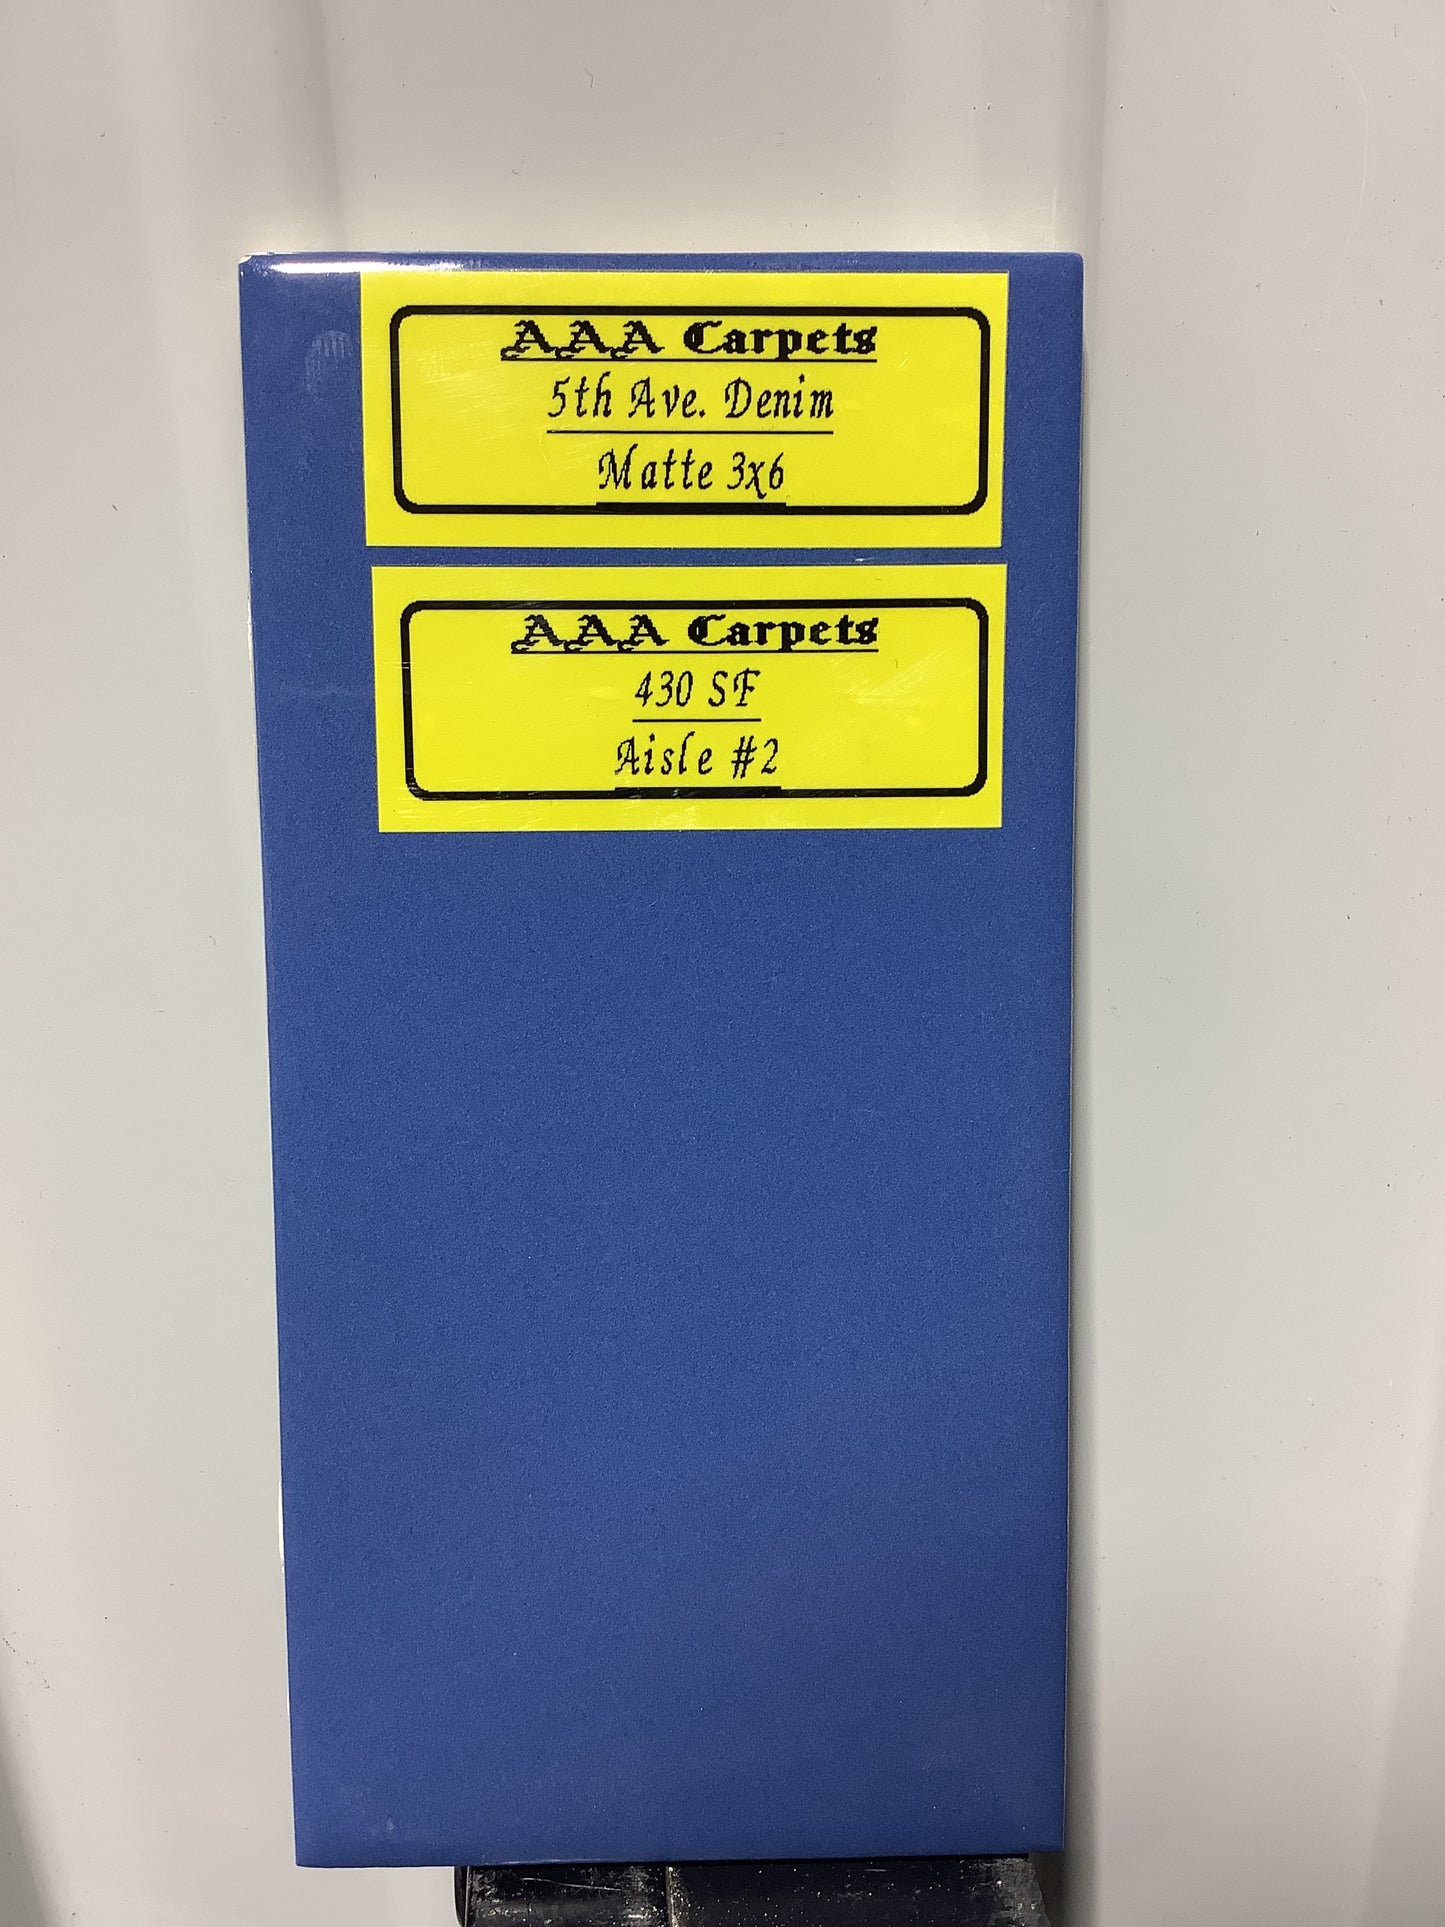 AAA Carpets
5th Ave. Denim
Matte 3x6
AAA Carpets
430 SF
Aisle #2